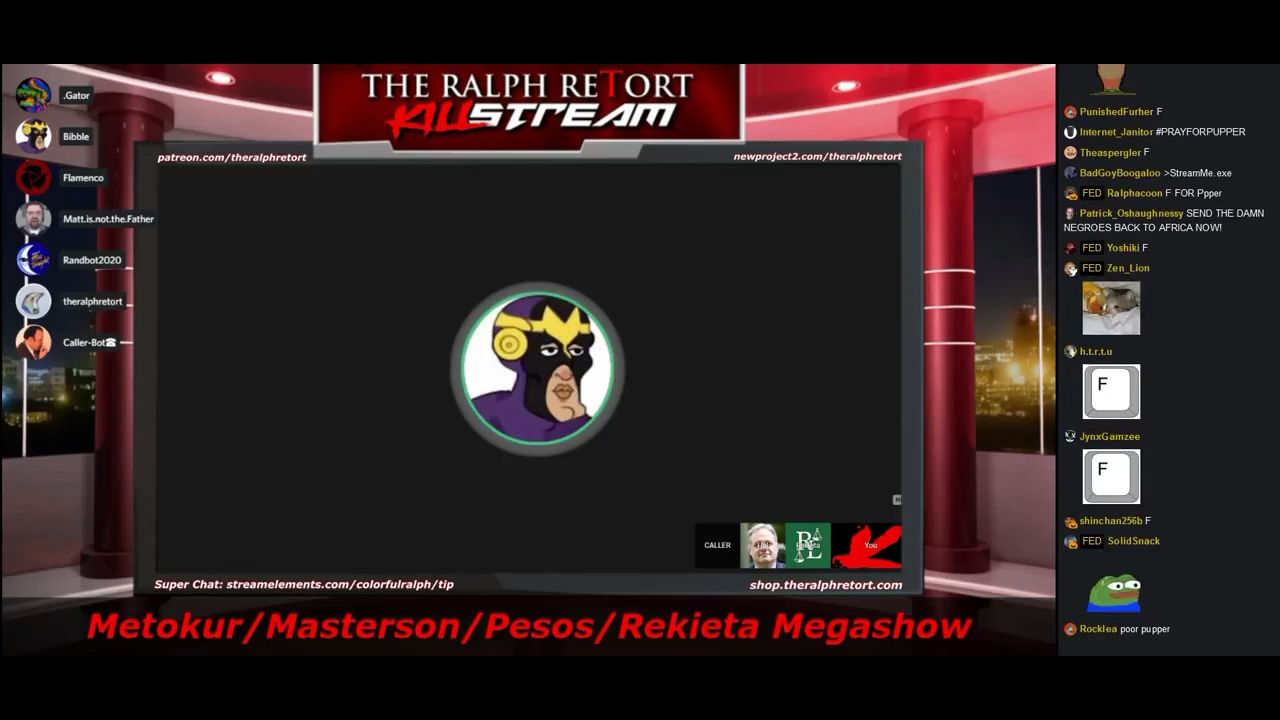 THE RALPH RETORT
KILLSTREAM
patreon.com/theralphretort
newproject2.com/theralphretort
.Gator
Bibble
Flamenco
Matt.is.not.the.Father
Randbot2020
theralphretort
Caller-Bot☎
CALLER
RL
You
Super Chat: streamelements.com/colorfulralph/tip
shop.theralphretort.com
Metokur/Masterson/Pesos/Rekieta Megashow
PunishedFurher F
Internet_Janitor #PRAYFORPUPPER
Theaspergler F
BadGoyBoogaloo >StreamMe.exe
FED Ralphacoon F FOR Ppper
Patrick_Oshaughnessy SEND THE DAMN
NEGROES BACK TO AFRICA NOW!
FED Yoshiki F
FED Zen_Lion
h.t.r.t.u
F
JynxGamzee
F
shinchan256b F
FED SolidSnack
Rocklea poor pupper